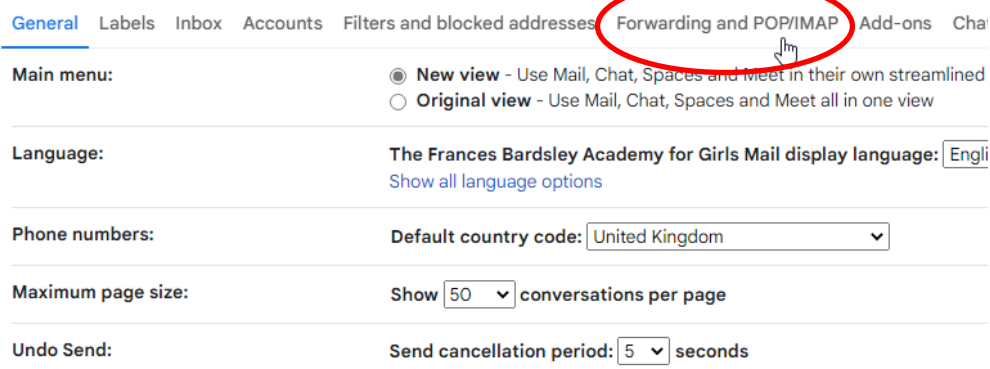 General Labels Inbox Accounts Filters and blocked addresses Forwarding and POP/IMAP Add-ons
Main menu: New view - Use Mail, Chat, Spaces and Meet in their own streamlined
Original view - Use Mail, Chat, Spaces and Meet all in one view
Language: The Frances Bardsley Academy for Girls Mail display language:
Show all language options
Phone numbers: Default country code: United Kingdom
Maximum page size: Show 50 conversations per page
Undo Send: Send cancellation period: 5 seconds